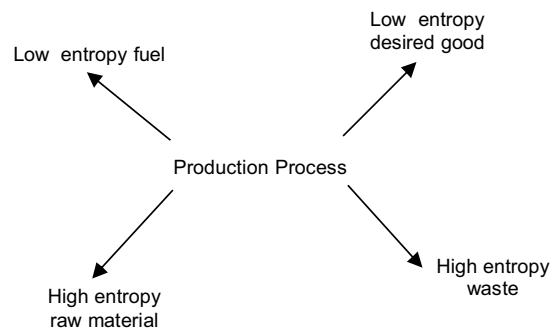 Low entropy
desired good
Low entropy fuel
Production Process
High entropy
waste
High entropy
raw material